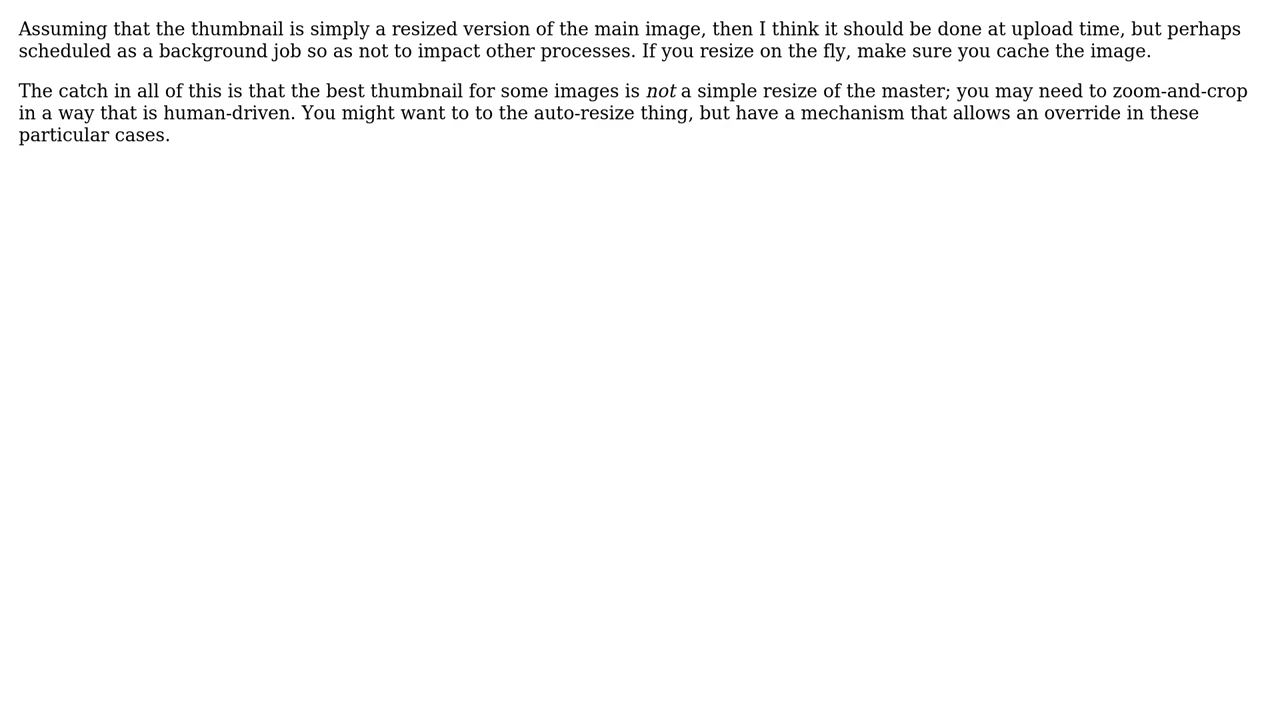 Assuming that the thumbnail is simply a resized version of the main image, then I think it should be done at upload time, but perhaps
scheduled as a background job so as not to impact other processes. If you resize on the fly, make sure you cache the image.
The catch in all of this is that the best thumbnail for some images is not a simple resize of the master; you may need to zoom-and-crop
in a way that is human-driven. You might want to to the auto-resize thing, but have a mechanism that allows an override in these
particular cases.